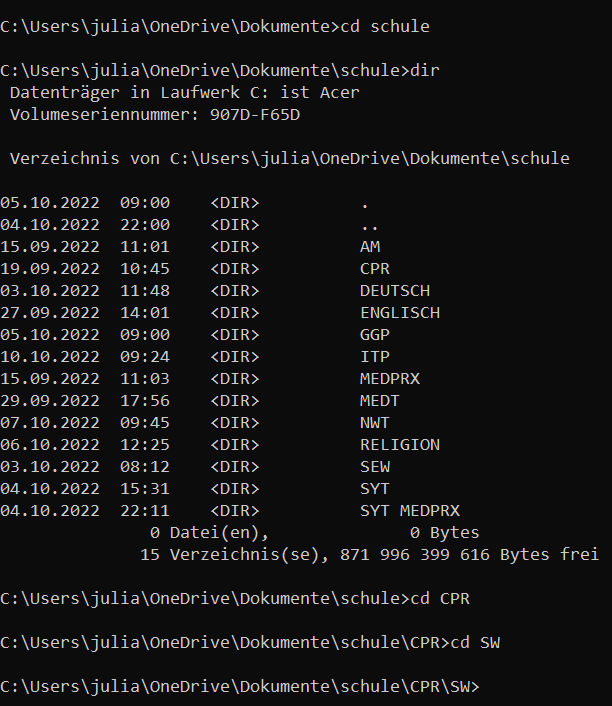 C:\Users\julia\OneDrive\Dokumente>cd schule
C:\Users\julia\OneDrive\Dokumente\schule>dir
Datenträger in Laufwerk C: ist Acer
Volumeseriennummer: 907D-F65D
Verzeichnis von C:\Users\julia\OneDrive\Dokumente\schule
05.10.2022  09:00    <DIR>          .
04.10.2022  22:00    <DIR>          ..
15.09.2022  11:01    <DIR>          AM
19.09.2022  10:45    <DIR>          CPR
03.10.2022  11:48    <DIR>          DEUTSCH
27.09.2022  14:01    <DIR>          ENGLISCH
05.10.2022  09:00    <DIR>          GGP
10.10.2022  09:24    <DIR>          ITP
15.09.2022  11:03    <DIR>          MEDPRX
29.09.2022  17:56    <DIR>          MEDT
07.10.2022  09:45    <DIR>          NWT
06.10.2022  12:25    <DIR>          RELIGION
03.10.2022  08:12    <DIR>          SEW
04.10.2022  15:31    <DIR>          SYT
04.10.2022  22:11    <DIR>          SYT MEDPRX
0 Datei(en),              0 Bytes
15 Verzeichnis(se), 871 996 399 616 Bytes frei
C:\Users\julia\OneDrive\Dokumente\schule>cd CPR
C:\Users\julia\OneDrive\Dokumente\schule\CPR>cd SW
C:\Users\julia\OneDrive\Dokumente\schule\CPR\SW>